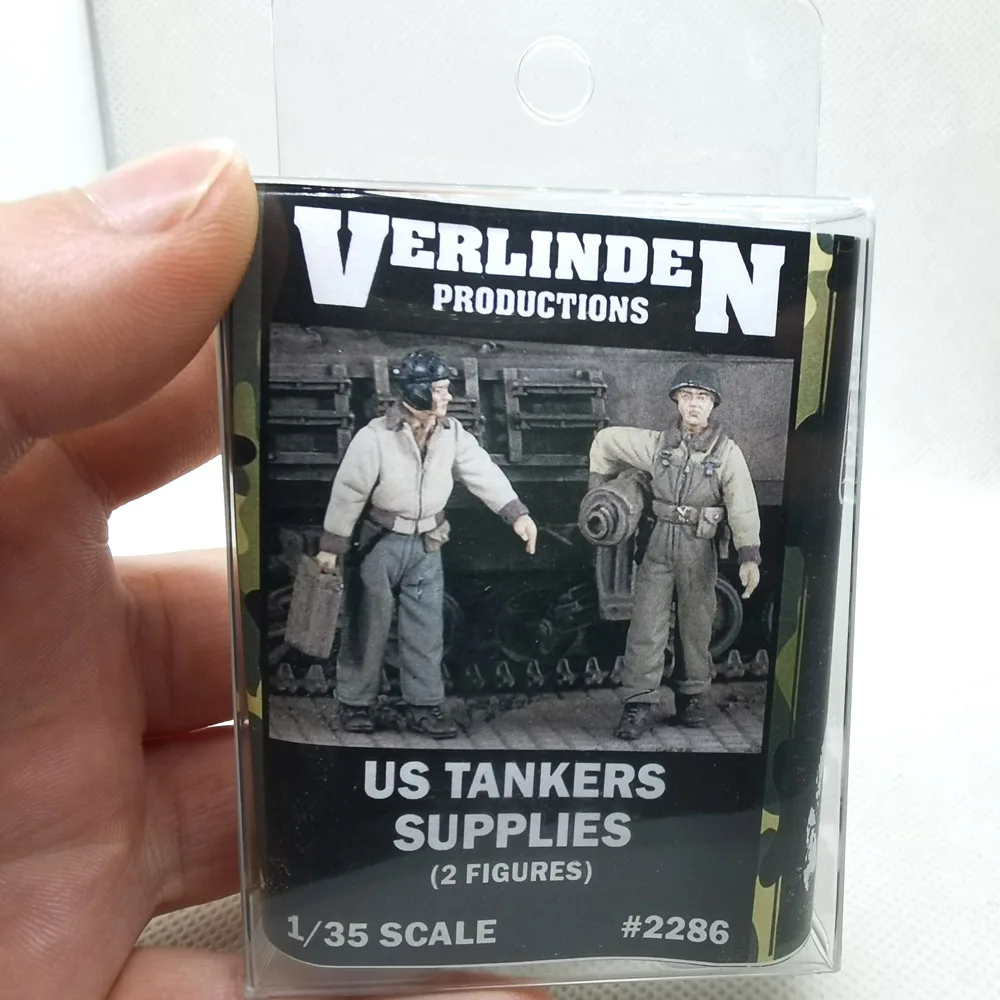 VERLINDEN
PRODUCTIONS
US TANKERS
SUPPLIES
(2 FIGURES)
1/35 SCALE #2286